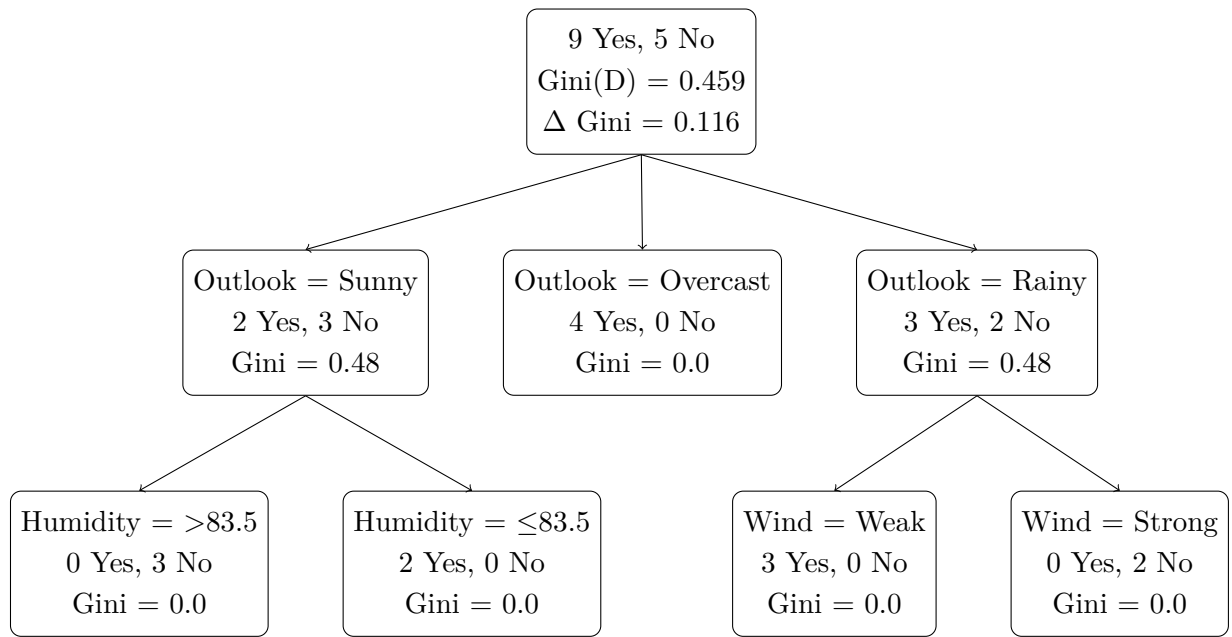 9 Yes, 5 No
Gini(D) = 0.459
Δ Gini = 0.116
Outlook = Sunny
2 Yes, 3 No
Gini = 0.48
Outlook = Overcast
4 Yes, 0 No
Gini = 0.0
Outlook = Rainy
3 Yes, 2 No
Gini = 0.48
Humidity = >83.5
0 Yes, 3 No
Gini = 0.0
Humidity = ≤83.5
2 Yes, 0 No
Gini = 0.0
Wind = Weak
3 Yes, 0 No
Gini = 0.0
Wind = Strong
0 Yes, 2 No
Gini = 0.0